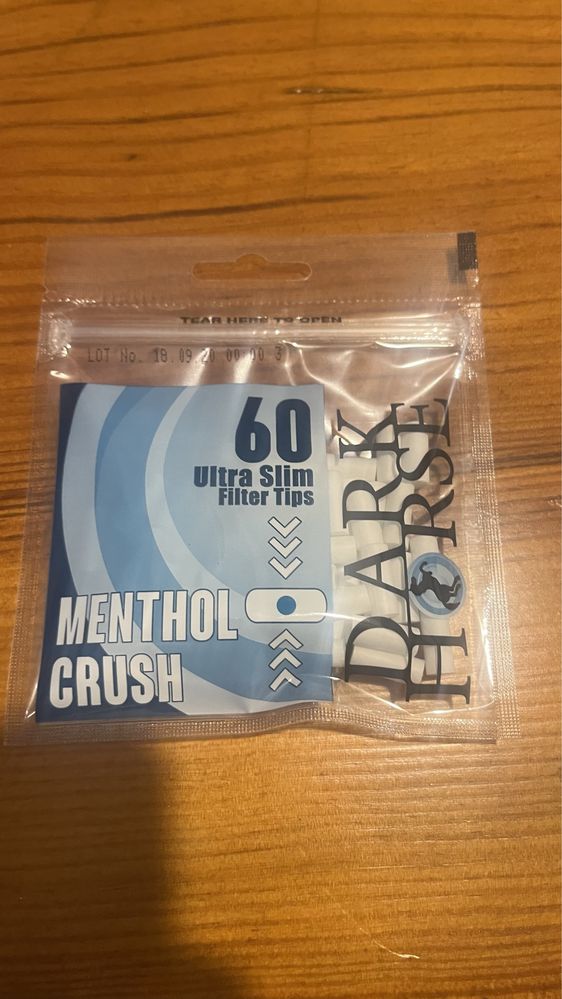 TEAR HERE TO OPEN
LOT No. 18.09.20 00:00 3
60
Ultra Slim
Filter Tips
MENTHOL
CRUSH
DARK
HORSE